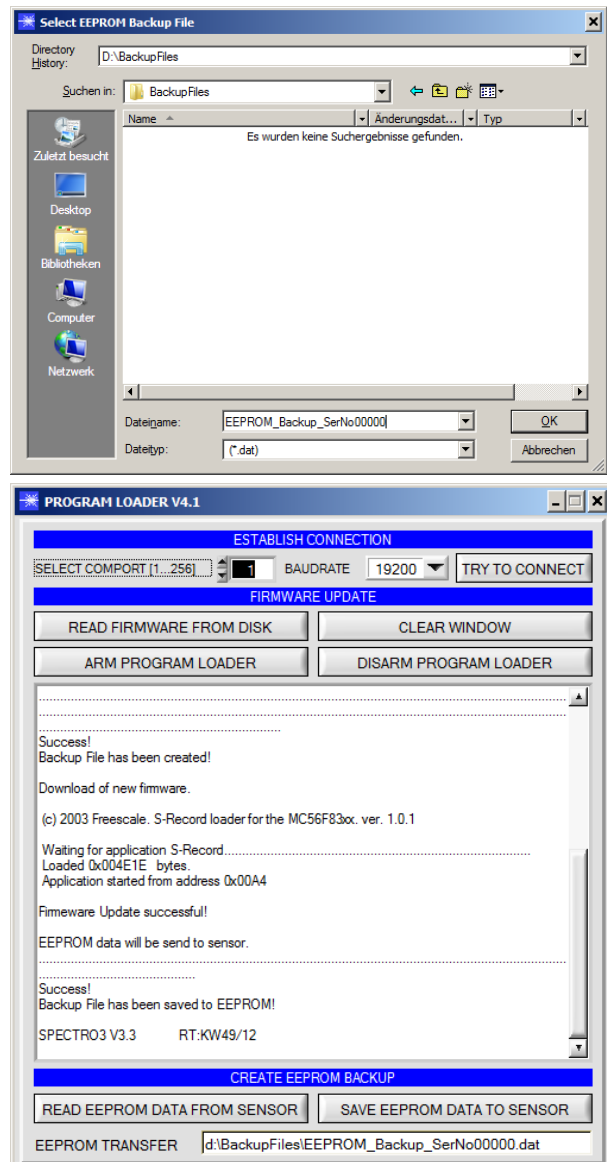 Select EEPROM Backup File
Directory History: D:\BackupFiles
Suchen in: BackupFiles
Name Änderungsdat... Typ
Es wurden keine Suchergebnisse gefunden.
Zuletzt besucht
Desktop
Bibliotheken
Computer
Netzwerk
Dateiname: EEPROM_Backup_SerNo00000 OK
Dateityp: (*.dat) Abbrechen
PROGRAM LOADER V4.1
ESTABLISH CONNECTION
SELECT COMPORT [1...256] 1 BAUDRATE 19200 TRY TO CONNECT
FIRMWARE UPDATE
READ FIRMWARE FROM DISK CLEAR WINDOW
ARM PROGRAM LOADER DISARM PROGRAM LOADER
Success!
Backup File has been created!
Download of new firmware.
(c) 2003 Freescale. S-Record loader for the MC56F83xx. ver. 1.0.1
Waiting for application S-Record..........................................................................................
Loaded 0x004E1E bytes.
Application started from address 0x00A4
Firmeware Update successful!
EEPROM data will be send to sensor.
Success!
Backup File has been saved to EEPROM!
SPECTRO3 V3.3 RT:KW49/12
CREATE EEPROM BACKUP
READ EEPROM DATA FROM SENSOR SAVE EEPROM DATA TO SENSOR
EEPROM TRANSFER d:\BackupFiles\EEPROM_Backup_SerNo00000.dat